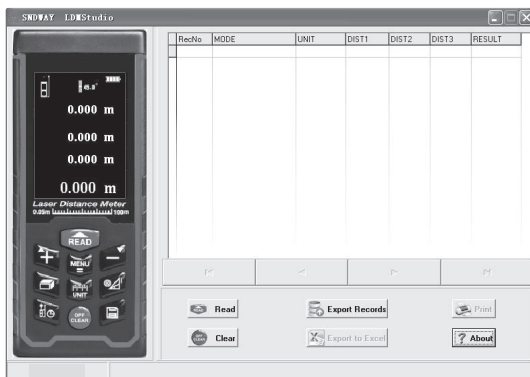 SNDWAY LDMStudio
RecNo MODE UNIT DIST1 DIST2 DIST3 RESULT
0.000 m
0.000 m
0.000 m
0.000 m
Laser Distance Meter
0.05m 100m
READ
MENU
UNIT
OFF
CLEAR
Read
Export Records
Print
Clear
Export to Excel
? About